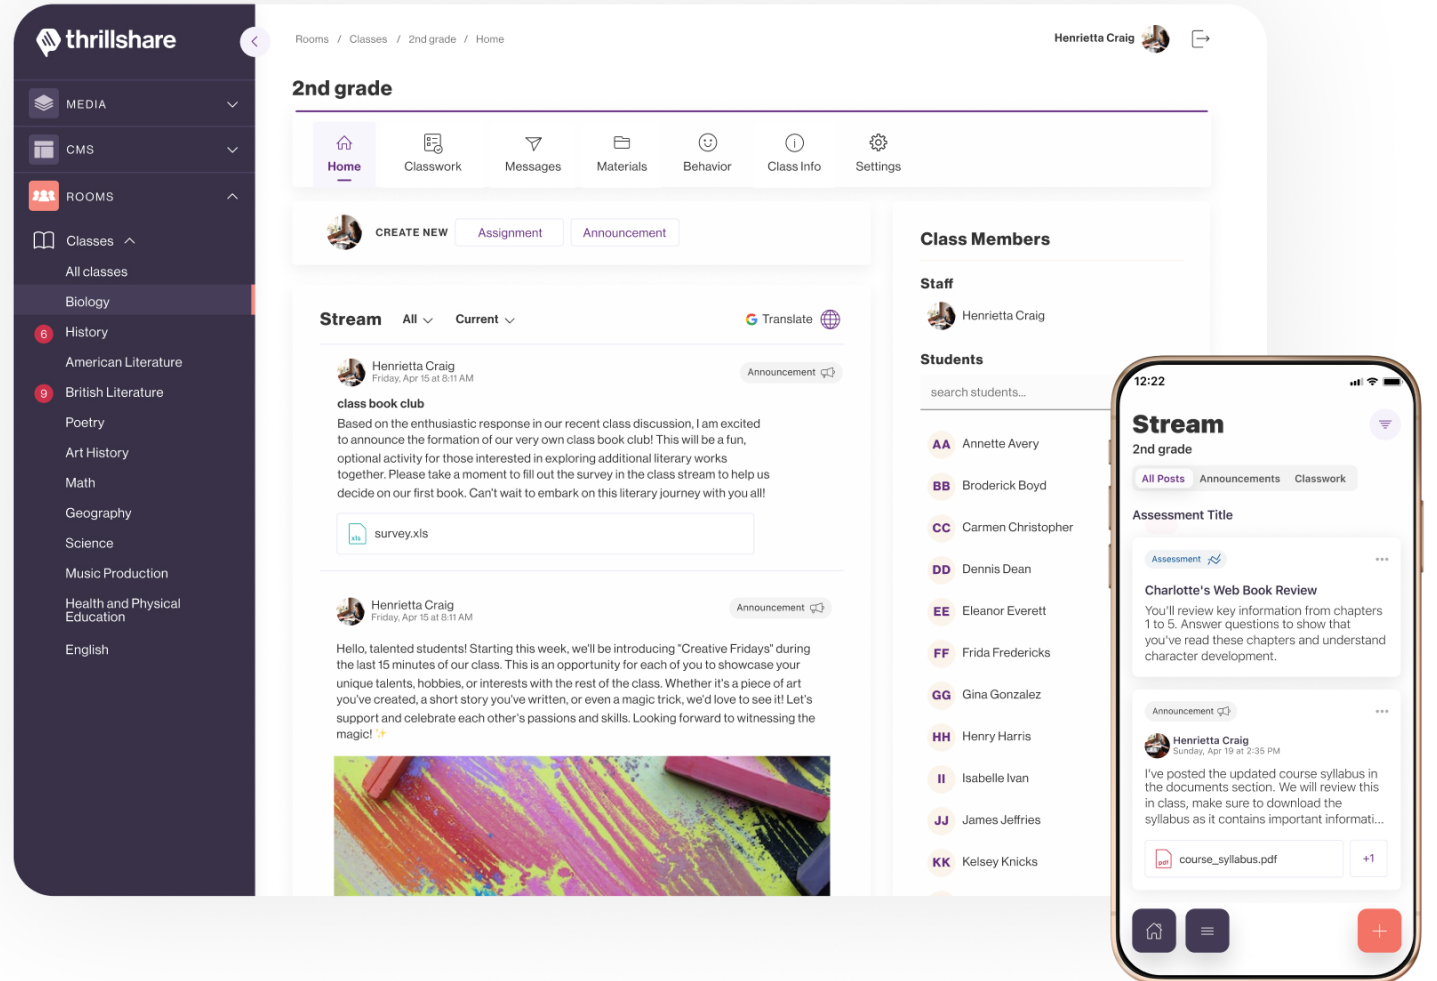 thrillshare
MEDIA
CMS
ROOMS
Classes
All classes
Biology
6 History
American Literature
9 British Literature
Poetry
Art History
Math
Geography
Science
Music Production
Health and Physical
Education
English
Rooms / Classes / 2nd grade / Home
Henrietta Craig
2nd grade
Home
Classwork
Messages
Materials
Behavior
Class Info
Settings
CREATE NEW
Assignment
Announcement
Stream
All
Current
G Translate
Henrietta Craig
Friday, Apr 15 at 8:11 AM
Announcement
class book club
Based on the enthusiastic response in our recent class discussion, I am excited
to announce the formation of our very own class book club! This will be a fun,
optional activity for those interested in exploring additional literary works
together. Please take a moment to fill out the survey in the class stream to help us
decide on our first book. Can't wait to embark on this literary journey with you all!
xls
survey.xls
Henrietta Craig
Friday, Apr 15 at 8:11 AM
Announcement
Hello, talented students! Starting this week, we'll be introducing "Creative Fridays" during
the last 15 minutes of our class. This is an opportunity for each of you to showcase your
unique talents, hobbies, or interests with the rest of the class. Whether it's a piece of art
you've created, a short story you've written, or even a magic trick, we'd love to see it! Let's
support and celebrate each other's passions and skills. Looking forward to witnessing the
magic! ✨
Class Members
Staff
Henrietta Craig
Students
search students...
AA Annette Avery
BB Broderick Boyd
CC Carmen Christopher
DD Dennis Dean
EE Eleanor Everett
FF Frida Fredericks
GG Gina Gonzalez
HH Henry Harris
II Isabelle Ivan
JJ James Jeffries
KK Kelsey Knicks
12:22
Stream
2nd grade
All Posts
Announcements
Classwork
Assessment Title
Assessment
Charlotte's Web Book Review
You'll review key information from chapters
1 to 5. Answer questions to show that
you've read these chapters and understand
character development.
Announcement
Henrietta Craig
Sunday, Apr 19 at 2:35 PM
I've posted the updated course syllabus in
the documents section. We will review this
in class, make sure to download the
syllabus as it contains important informati...
pdf
course_syllabus.pdf
+1